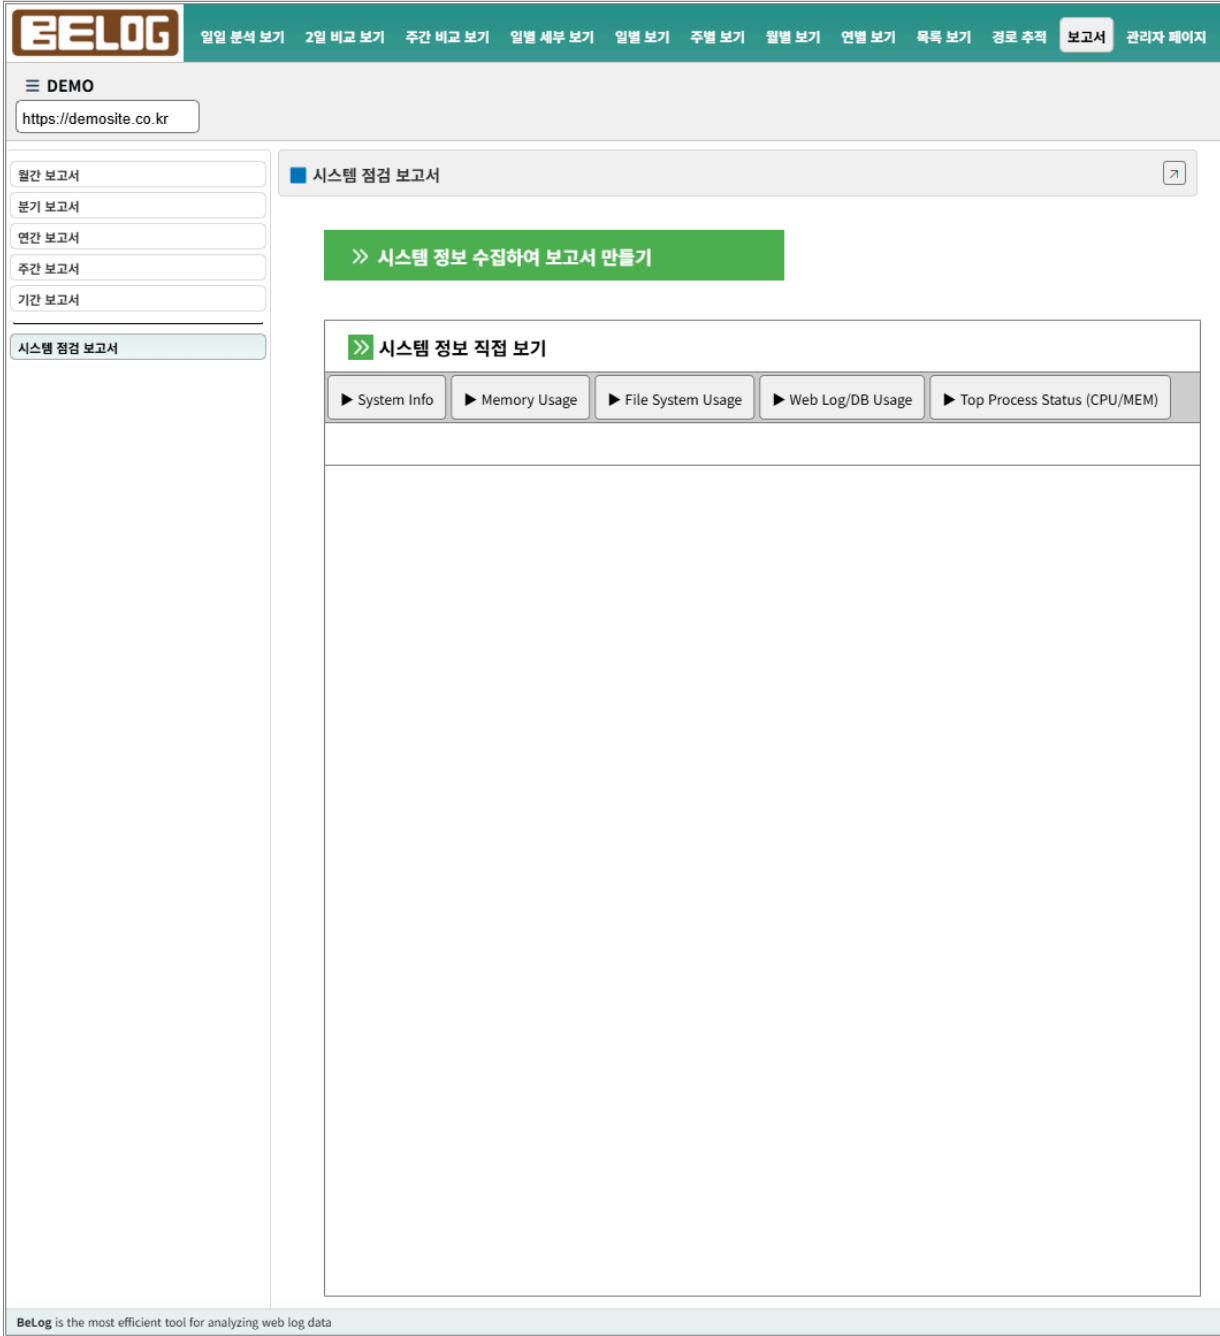 BELOG 일일 분석 보기 2일 비교 보기 주간 비교 보기 일별 세부 보기 일별 보기 주별 보기 월별 보기 연별 보기 목록 보기 경로 추적 보고서 관리자 페이지
☰ DEMO
https://demosite.co.kr
월간 보고서
분기 보고서
연간 보고서
주간 보고서
기간 보고서
시스템 점검 보고서
시스템 점검 보고서
» 시스템 정보 수집하여 보고서 만들기
» 시스템 정보 직접 보기
▶ System Info ▶ Memory Usage ▶ File System Usage ▶ Web Log/DB Usage ▶ Top Process Status (CPU/MEM)
BeLog is the most efficient tool for analyzing web log data